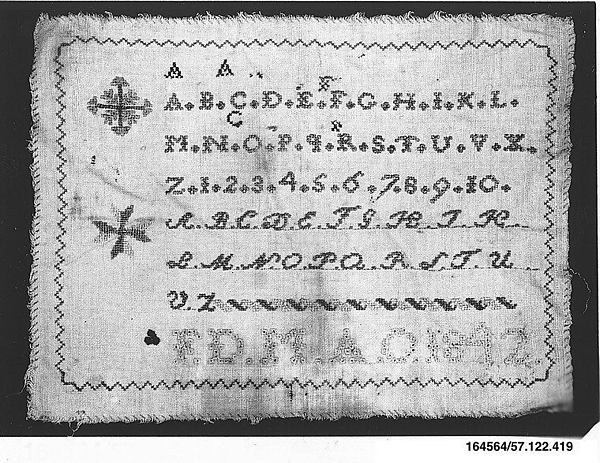 A A
F
A.B.C.D.E.F.G.H.I.K.L.
C
R
M.N.O.P.q.R.S.T.U.V.X.
Z.1.2.3.4.5.6.7.8.9.10.
A.B.C.D.E.F.G.H.I.K.
L.M.N.O.P.Q.R.S.T.U
V.Z
F.D.M.A.O.1842.
164564/57.122.419